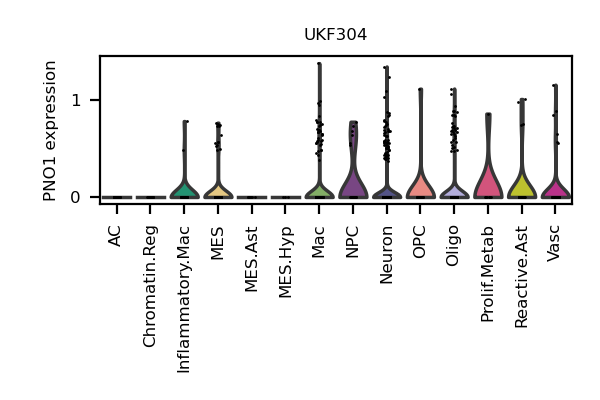 UKF304
PNO1 expression
1
0
AC
Chromatin.Reg
Inflammatory.Mac
MES
MES.Ast
MES.Hyp
Mac
NPC
Neuron
OPC
Oligo
Prolif.Metab
Reactive.Ast
Vasc